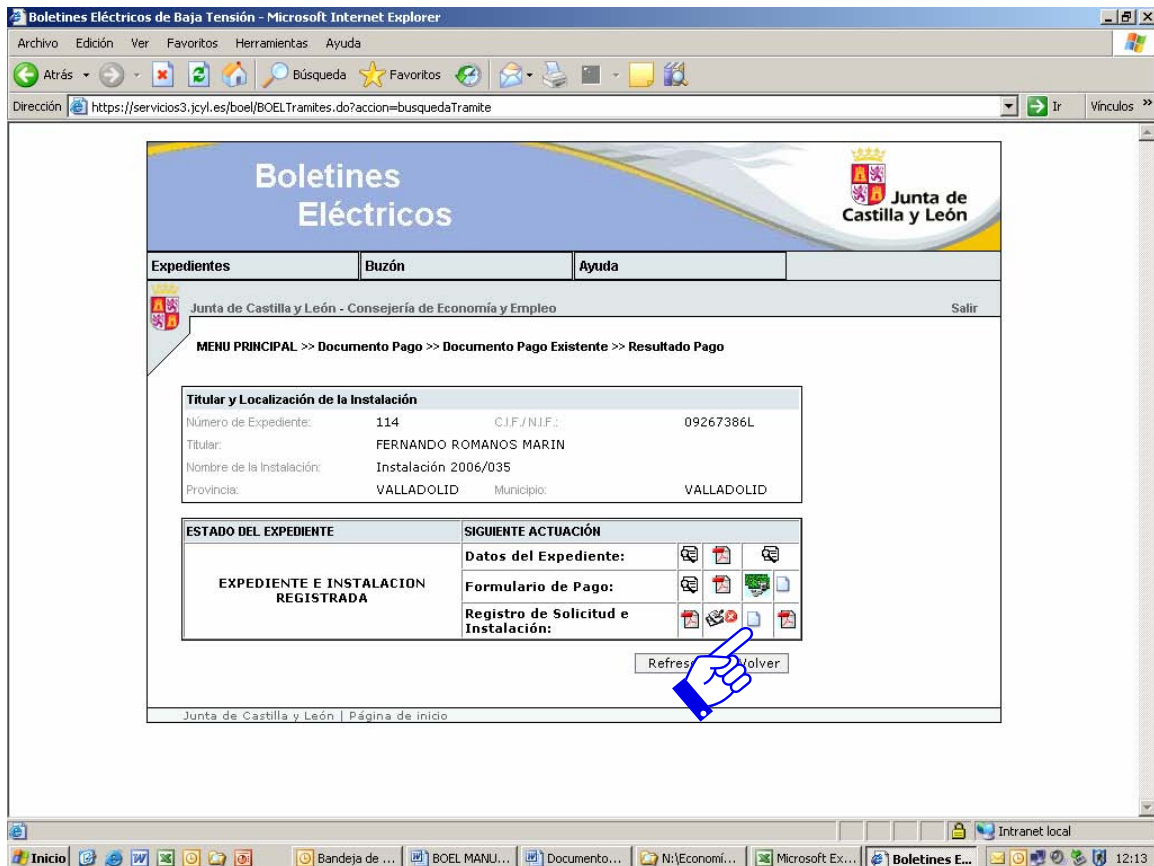 Boletines Eléctricos de Baja Tensión - Microsoft Internet Explorer
Archivo Edición Ver Favoritos Herramientas Ayuda
Atrás Búsqueda Favoritos
Dirección https://servicios3.jcyl.es/boel/BOELTramites.do?accion=busquedaTramite Ir Vínculos »
Boletines
Eléctricos
Junta de
Castilla y León
Expedientes Buzón Ayuda
Junta de Castilla y León - Consejería de Economía y Empleo Salir
MENU PRINCIPAL >> Documento Pago >> Documento Pago Existente >> Resultado Pago
Titular y Localización de la Instalación
Número de Expediente: 114 C.I.F./N.I.F.: 09267386L
Titular: FERNANDO ROMANOS MARIN
Nombre de la Instalación: Instalación 2006/035
Provincia: VALLADOLID Municipio: VALLADOLID
ESTADO DEL EXPEDIENTE SIGUIENTE ACTUACIÓN
Datos del Expediente:
EXPEDIENTE E INSTALACION
REGISTRADA
Formulario de Pago:
Registro de Solicitud e
Instalación:
Refres Volver
Junta de Castilla y León | Página de inicio
Intranet local
Inicio Bandeja de ... BOEL MANU... Documento... N:\Economí... Microsoft Ex... Boletines E... 12:13